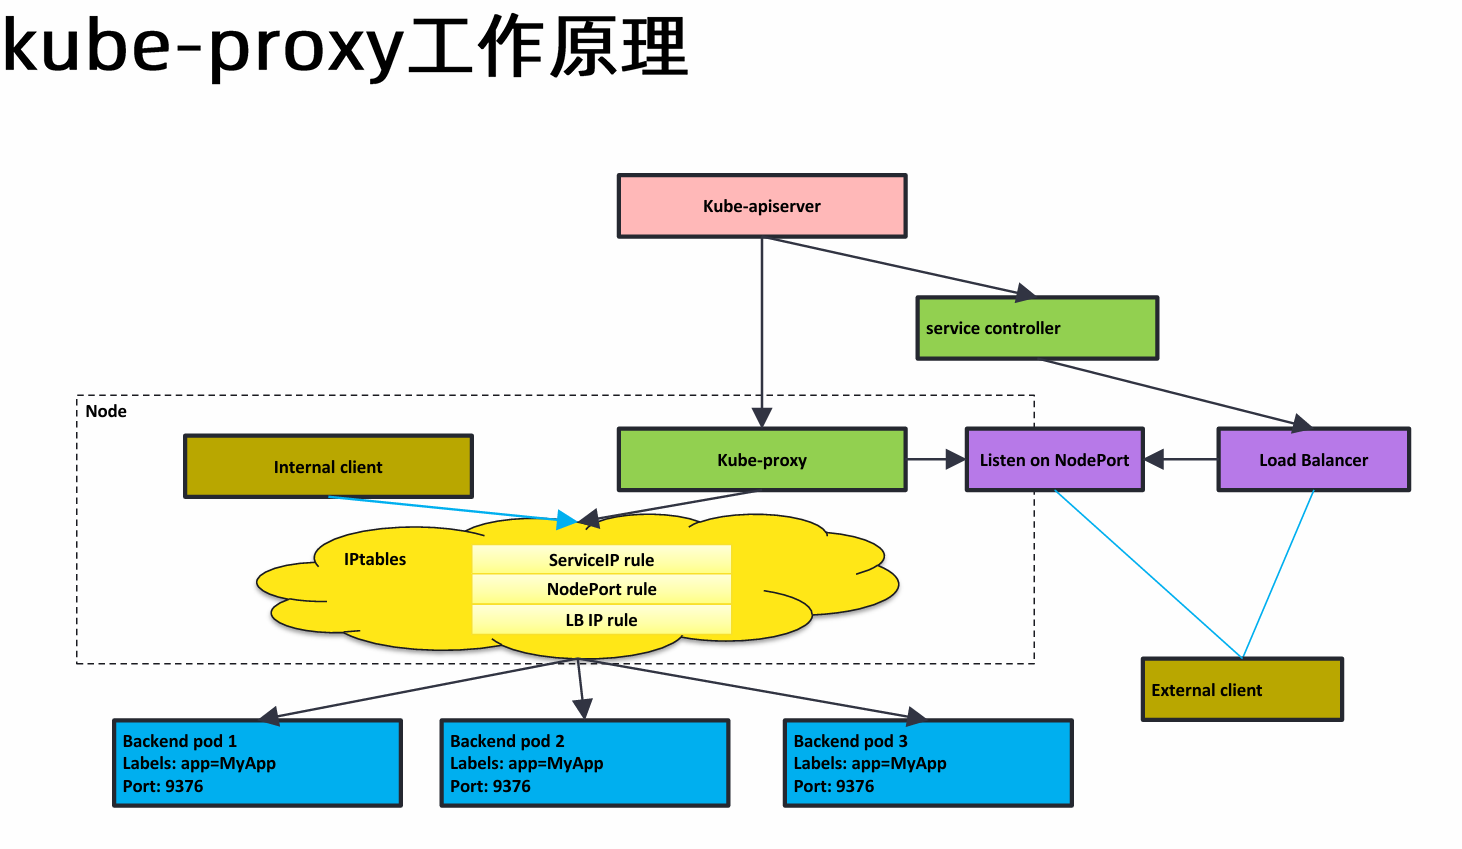 kube-proxy工作原理
Kube-apiserver
service controller
Node
Internal client
Kube-proxy
Listen on NodePort
Load Balancer
IPtables
ServiceIP rule
NodePort rule
LB IP rule
External client
Backend pod 1
Labels: app=MyApp
Port: 9376
Backend pod 2
Labels: app=MyApp
Port: 9376
Backend pod 3
Labels: app=MyApp
Port: 9376